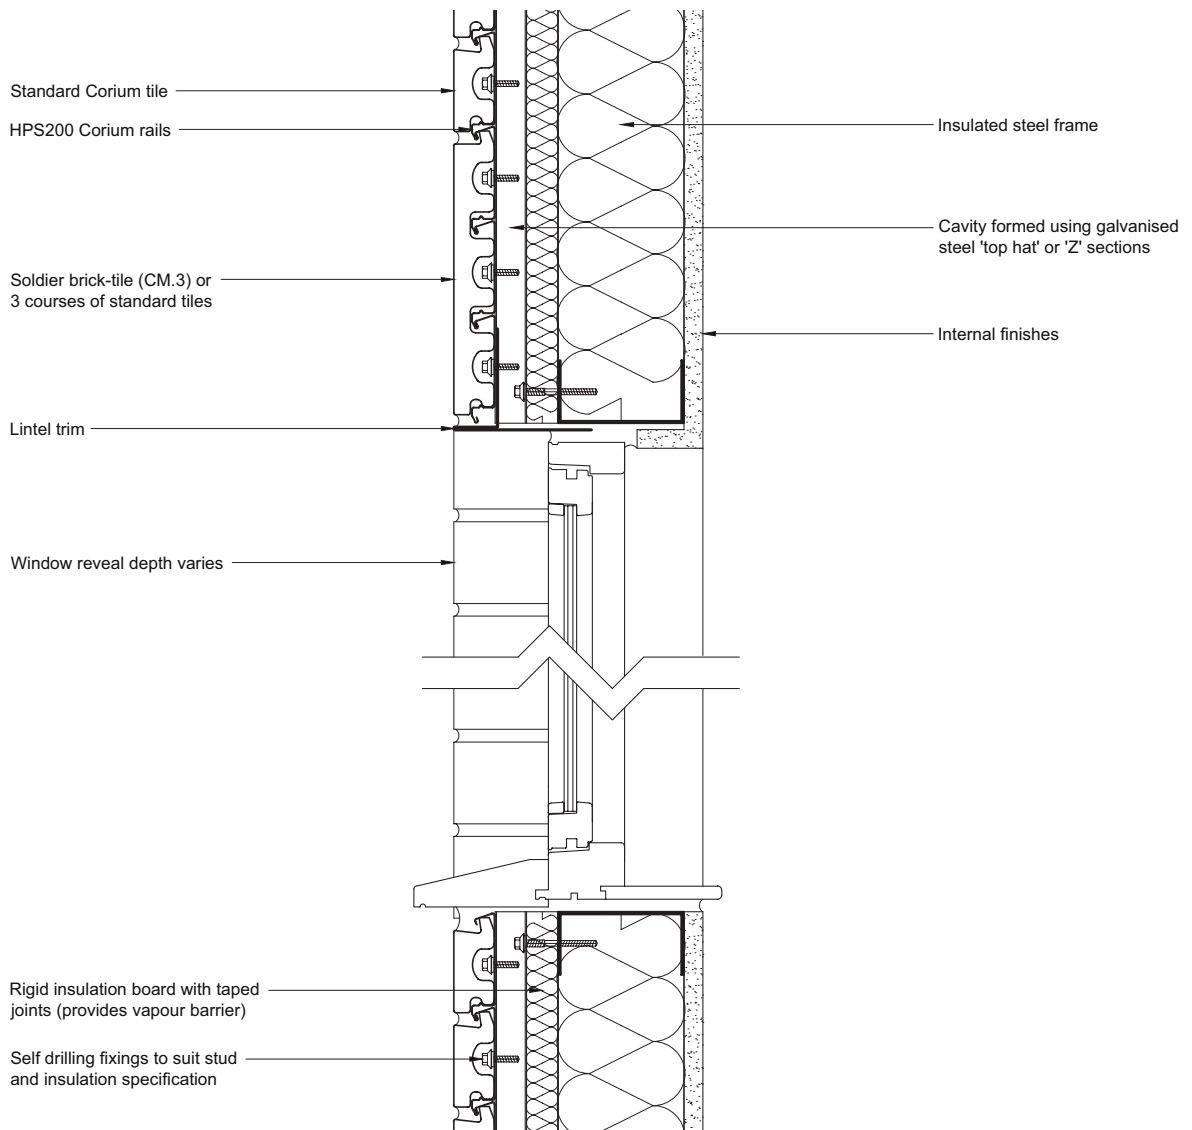 Standard Corium tile
HPS200 Corium rails
Soldier brick-tile (CM.3) or
3 courses of standard tiles
Lintel trim
Window reveal depth varies
Rigid insulation board with taped
joints (provides vapour barrier)
Self drilling fixings to suit stud
and insulation specification
Insulated steel frame
Cavity formed using galvanised
steel 'top hat' or 'Z' sections
Internal finishes